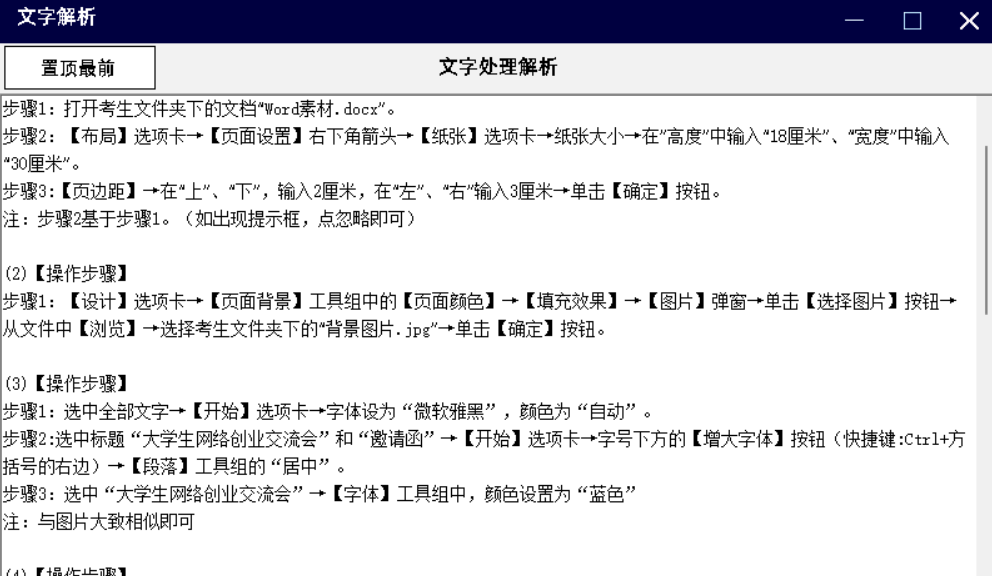 文字解析
置顶最前
文字处理解析
步骤1：打开考生文件夹下的文档“Word素材.docx”。
步骤2：【布局】选项卡→【页面设置】右下角箭头→【纸张】选项卡→纸张大小→在“高度”中输入“18厘米”、“宽度”中输入
“30厘米”。
步骤3:【页边距】→在“上”、“下”，输入2厘米，在“左”、“右”输入3厘米→单击【确定】按钮。
注：步骤2基于步骤1。（如出现提示框，点忽略即可）
(2)【操作步骤】
步骤1：【设计】选项卡→【页面背景】工具组中的【页面颜色】→【填充效果】→【图片】弹窗→单击【选择图片】按钮→
从文件中【浏览】→选择考生文件夹下的“背景图片.jpg”→单击【确定】按钮。
(3)【操作步骤】
步骤1：选中全部文字→【开始】选项卡→字体设为“微软雅黑”，颜色为“自动”。
步骤2:选中标题“大学生网络创业交流会”和“邀请函”→【开始】选项卡→字号下方的【增大字体】按钮（快捷键:Ctrl+方
括号的右边）→【段落】工具组的“居中”。
步骤3：选中“大学生网络创业交流会”→【字体】工具组中，颜色设置为“蓝色”
注：与图片大致相似即可
(4)【操作步骤】